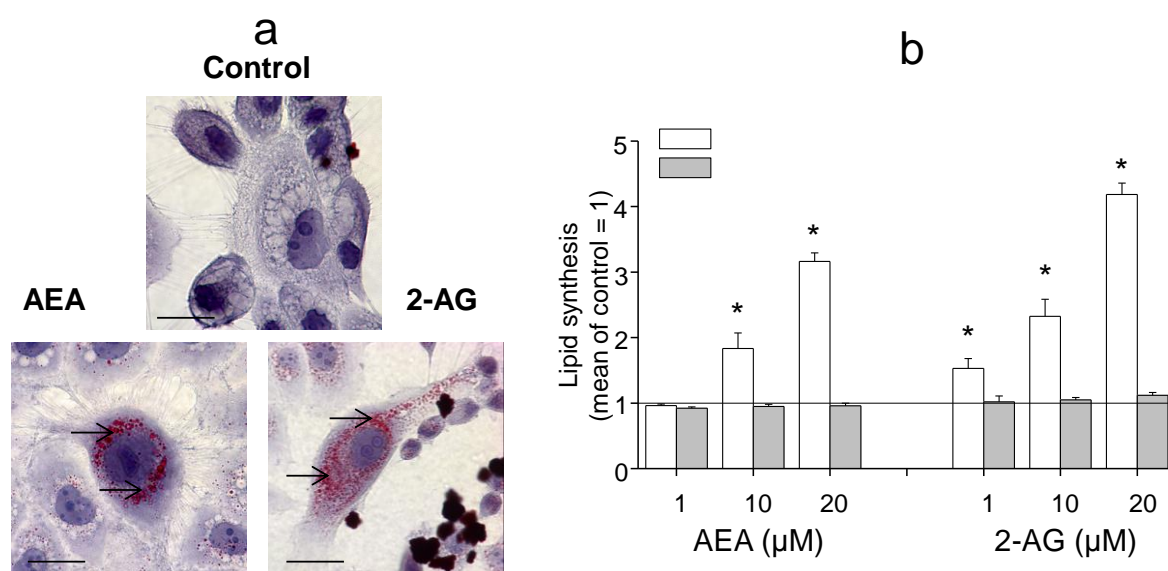 a
Control
AEA
2-AG
b
Lipid synthesis
(mean of control = 1)
5
4
3
2
1
0
*
*
*
*
*
1
10
20
1
10
20
AEA (µM)
2-AG (µM)